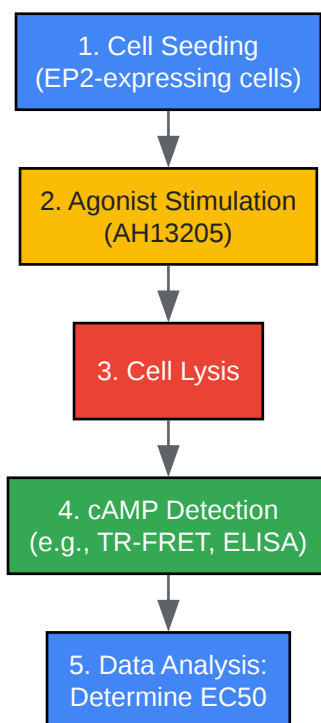 1. Cell Seeding
(EP2-expressing cells)
2. Agonist Stimulation
(AH13205)
3. Cell Lysis
4. cAMP Detection
(e.g., TR-FRET, ELISA)
5. Data Analysis:
Determine EC50